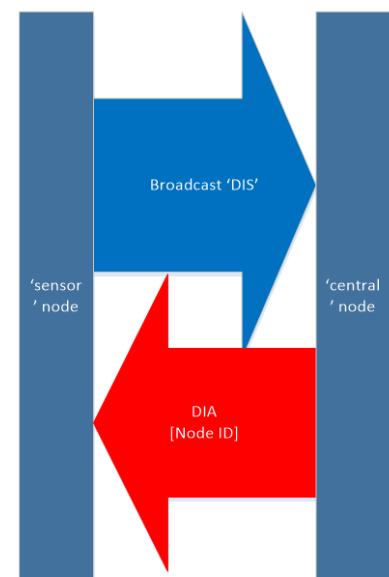 Broadcast ‘DIS’
‘sensor
’ node
‘central
’ node
DIA
[Node ID]